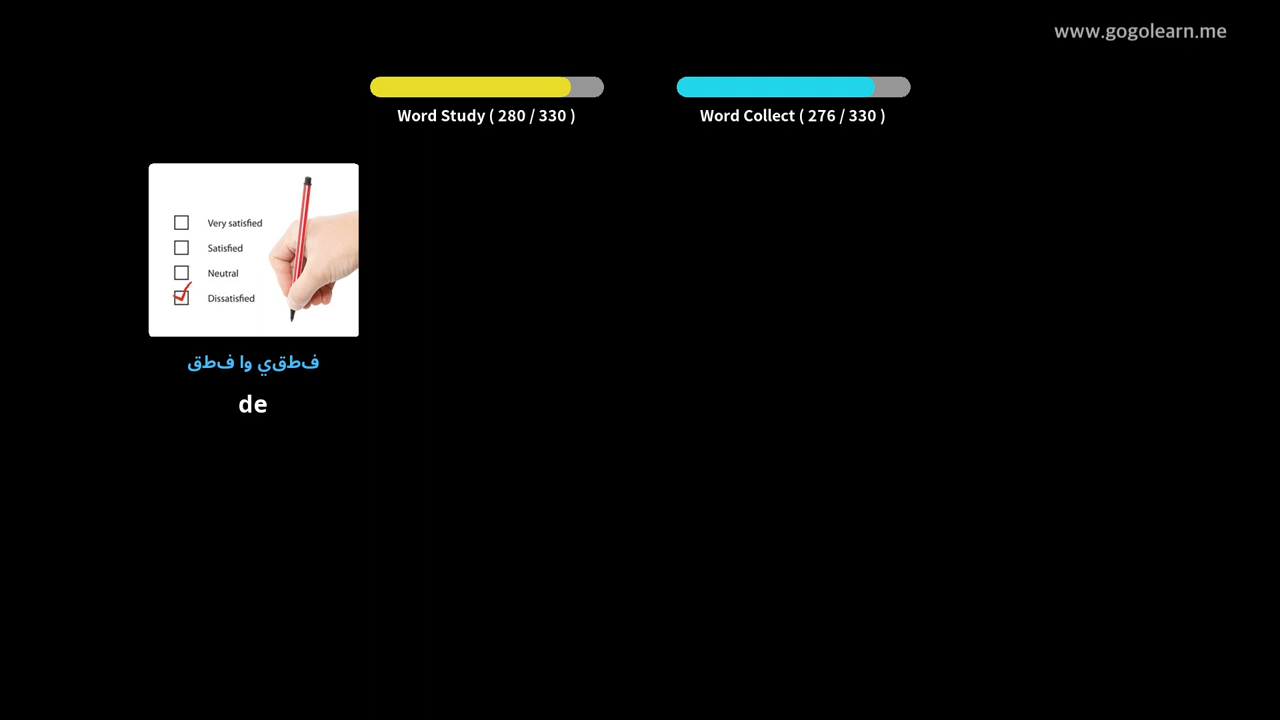 www.gogolearn.me
Word Study ( 280 / 330 )
Word Collect ( 276 / 330 )
Very satisfied
Satisfied
Neutral
Dissatisfied
فطقي وا فطق
de